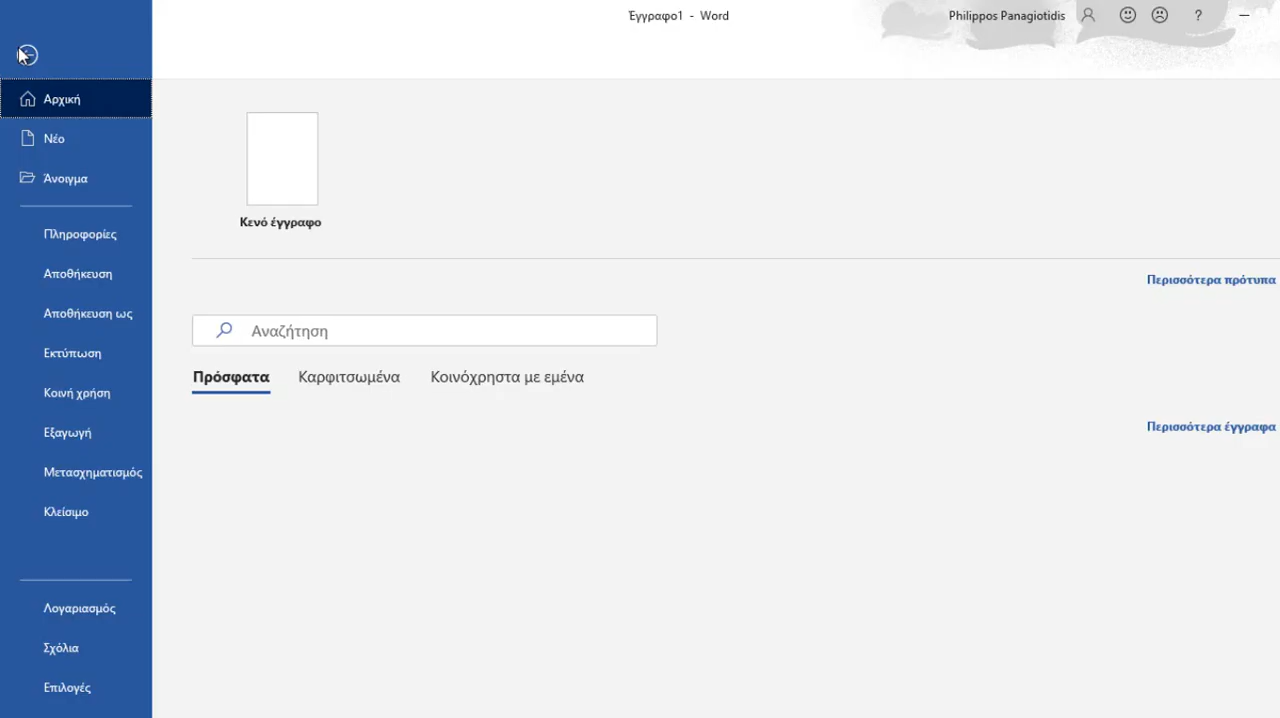 Έγγραφο1 - Word
Philippos Panagiotidis
?
Αρχική
Νέο
Άνοιγμα
Πληροφορίες
Αποθήκευση
Αποθήκευση ως
Εκτύπωση
Κοινή χρήση
Εξαγωγή
Μετασχηματισμός
Κλείσιμο
Λογαριασμός
Σχόλια
Επιλογές
Κενό έγγραφο
Περισσότερα πρότυπα
Αναζήτηση
Πρόσφατα Καρφιτσωμένα Κοινόχρηστα με εμένα
Περισσότερα έγγραφα